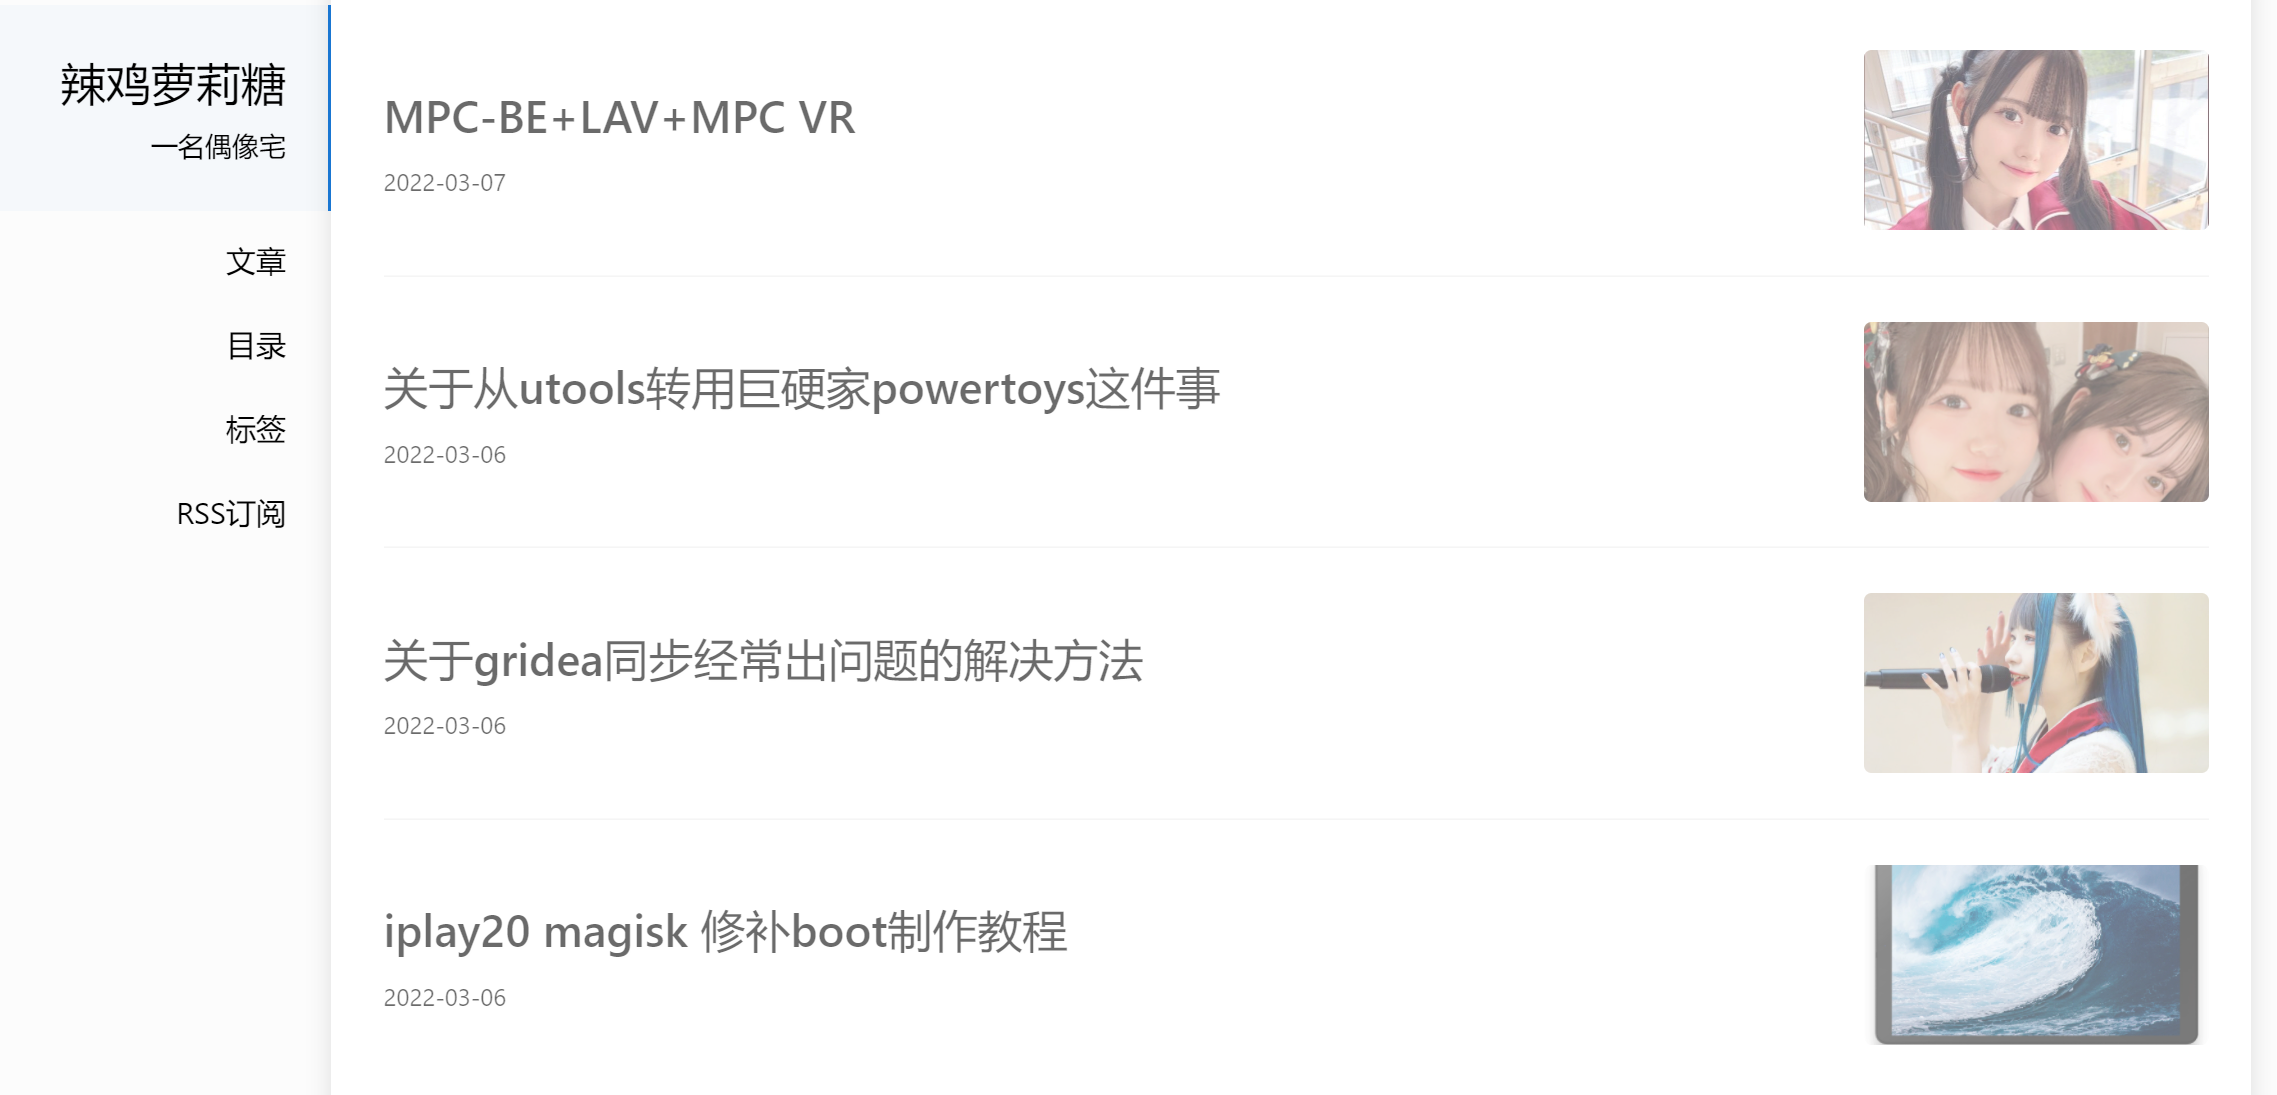 辣鸡萝莉糖
一名偶像宅
文章
目录
标签
RSS订阅
MPC-BE+LAV+MPC VR
2022-03-07
关于从utools转用巨硬家powertoys这件事
2022-03-06
关于gridea同步经常出问题的解决方法
2022-03-06
iplay20 magisk 修补boot制作教程
2022-03-06